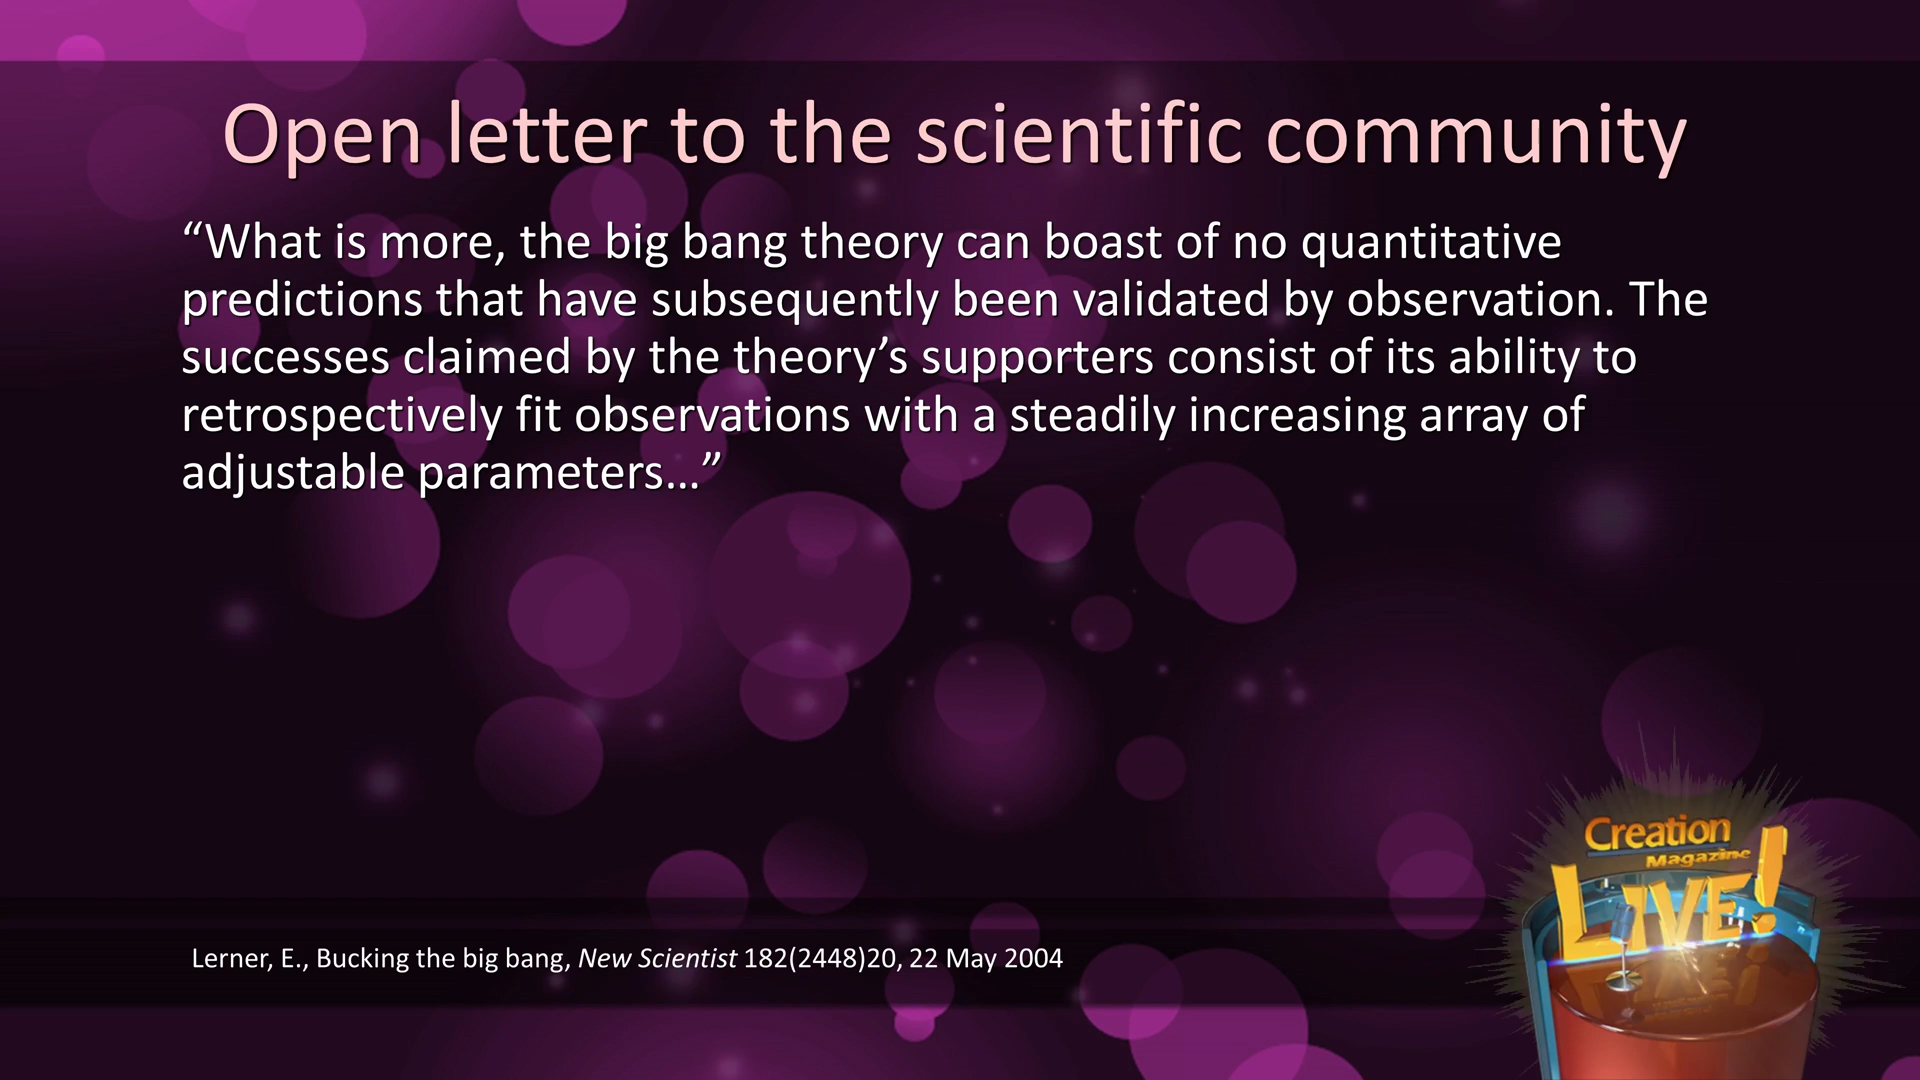 Open letter to the scientific community
“What is more, the big bang theory can boast of no quantitative
predictions that have subsequently been validated by observation. The
successes claimed by the theory’s supporters consist of its ability to
retrospectively fit observations with a steadily increasing array of
adjustable parameters…”
Creation
Magazine
LIVE!
Lerner, E., Bucking the big bang, New Scientist 182(2448)20, 22 May 2004